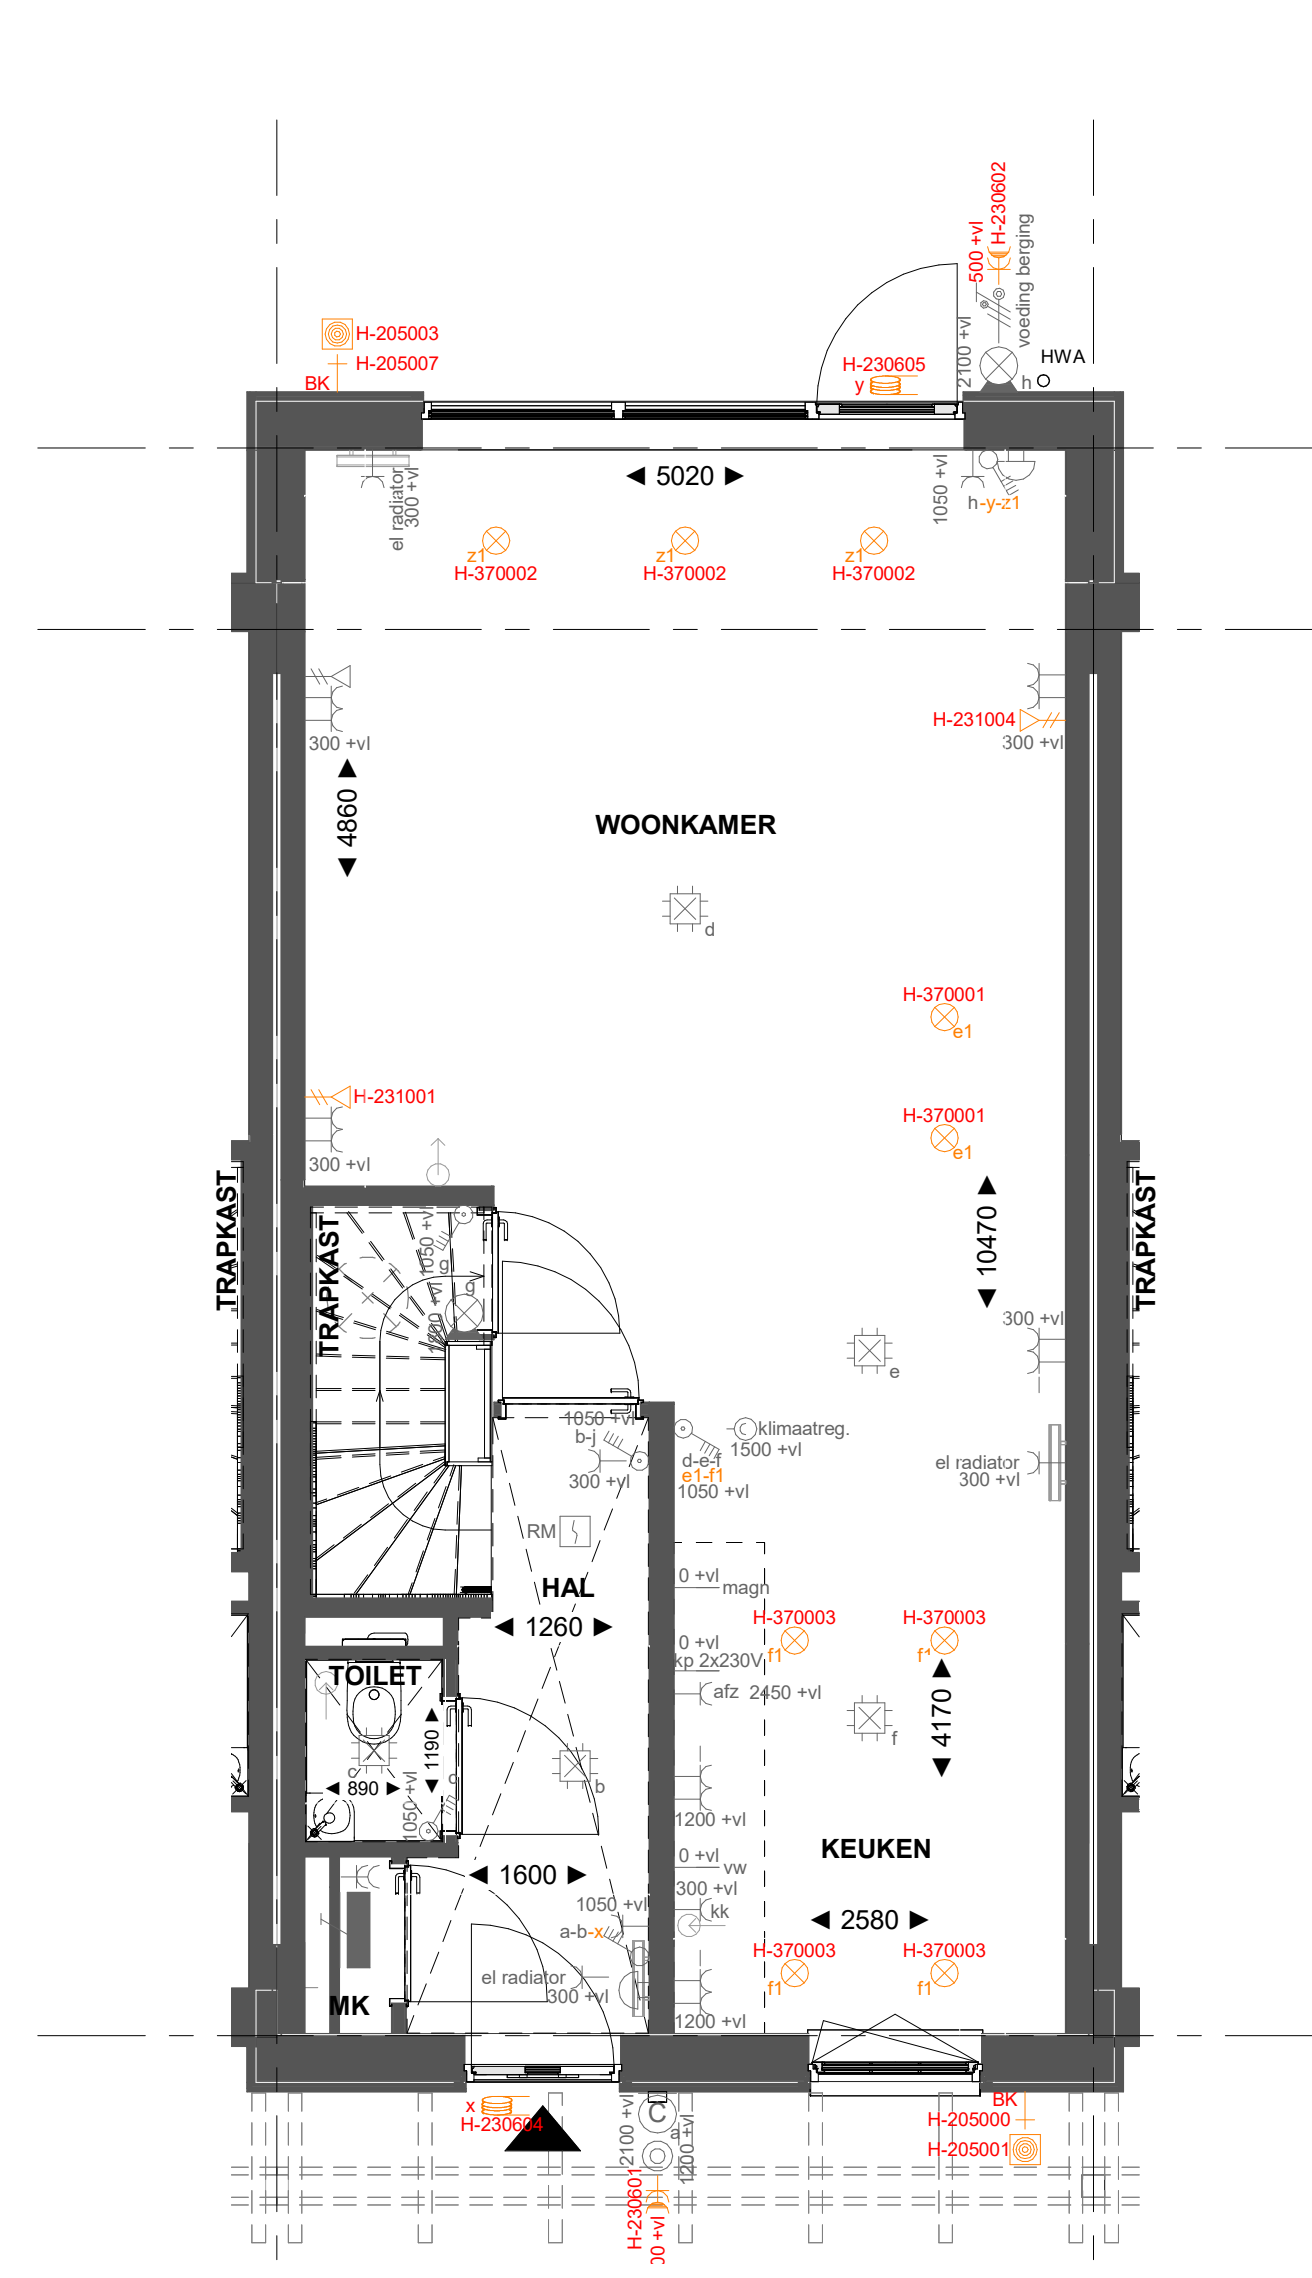 H-230602
500 +vl
voeding berging
H-205003
H-205007
BK
H-230605
y
2100 +vl
HWA
h
el radiator
300 +vl
5020
1050 +vl
h-y-z1
z1
H-370002
z1
H-370002
z1
H-370002
300 +vl
H-231004
300 +vl
4860
WOONKAMER
d
H-370001
e1
H-231001
H-370001
e1
300 +vl
TRAPKAST
TRAPKAST
TRAPKAST
1050 +vl
g
g
10470
300 +vl
e
1050 +vl
b-j
300 +vl
klimaatreg.
1500 +vl
d-e-f
e1-f1
1050 +vl
el radiator
300 +vl
RM
HAL
1260
0 +vl
magn
H-370003
f1
H-370003
f1
0 +vl
kp 2x230V
afz 2450 +vl
TOILET
1190
890
c
c
1050 +vl
b
4170
f
1200 +vl
KEUKEN
0 +vl
vw
300 +vl
kk
1600
1050 +vl
a-b-x
2580
H-370003
f1
H-370003
f1
el radiator
300 +vl
MK
1200 +vl
x
H-230604
2100 +vl
C
a
1200 +vl
BK
H-205000
H-205001
H-230601
00 +vl